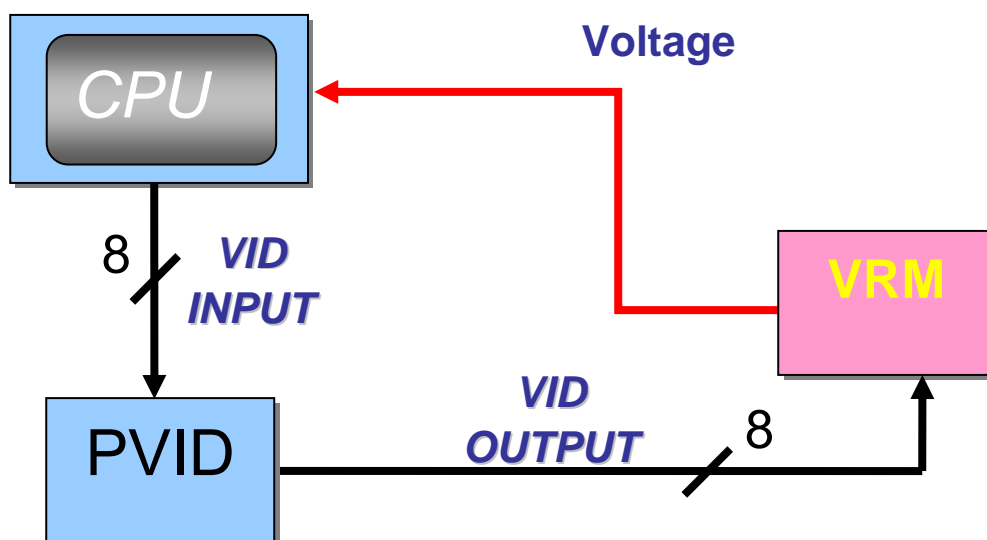 Voltage
CPU
8
VID
INPUT
VRM
VID
OUTPUT
8
PVID